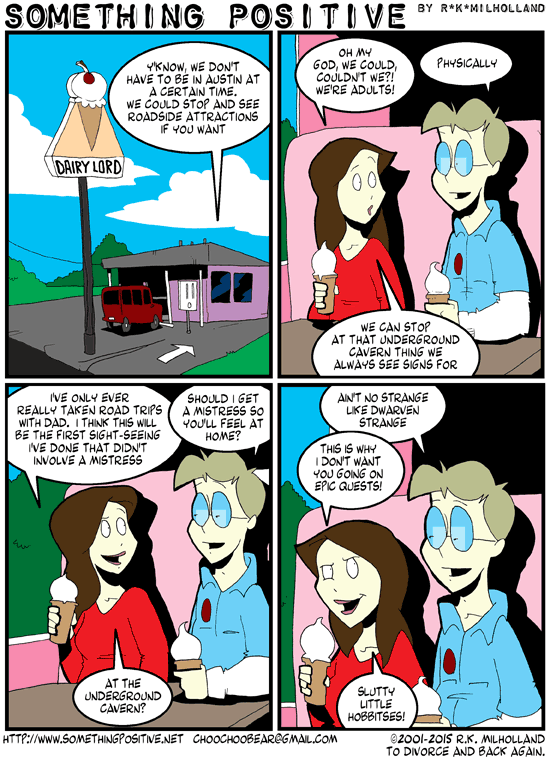 SOMETHING POSITIVE BY R*K*MILHOLLAND
Y'KNOW, WE DON'T
HAVE TO BE IN AUSTIN AT
A CERTAIN TIME.
WE COULD STOP AND SEE
ROADSIDE ATTRACTIONS
IF YOU WANT
DAIRY LORD
OH MY
GOD, WE COULD,
COULDN'T WE?!
WE'RE ADULTS!
PHYSICALLY
WE CAN STOP
AT THAT UNDERGROUND
CAVERN THING WE
ALWAYS SEE SIGNS FOR
I'VE ONLY EVER
REALLY TAKEN ROAD TRIPS
WITH DAD. I THINK THIS WILL
BE THE FIRST SIGHT-SEEING
I'VE DONE THAT DIDN'T
INVOLVE A MISTRESS
SHOULD I GET
A MISTRESS SO
YOU'LL FEEL AT
HOME?
AT THE
UNDERGROUND
CAVERN?
AIN'T NO STRANGE
LIKE DWARVEN
STRANGE
THIS IS WHY
I DON'T WANT
YOU GOING ON
EPIC QUESTS!
SLUTTY
LITTLE
HOBBITSES!
HTTP://WWW.SOMETHINGPOSITIVE.NET CHOOCHOOBEAR@GMAIL.COM
©2001-2015 R.K. MILHOLLAND
TO DIVORCE AND BACK AGAIN.